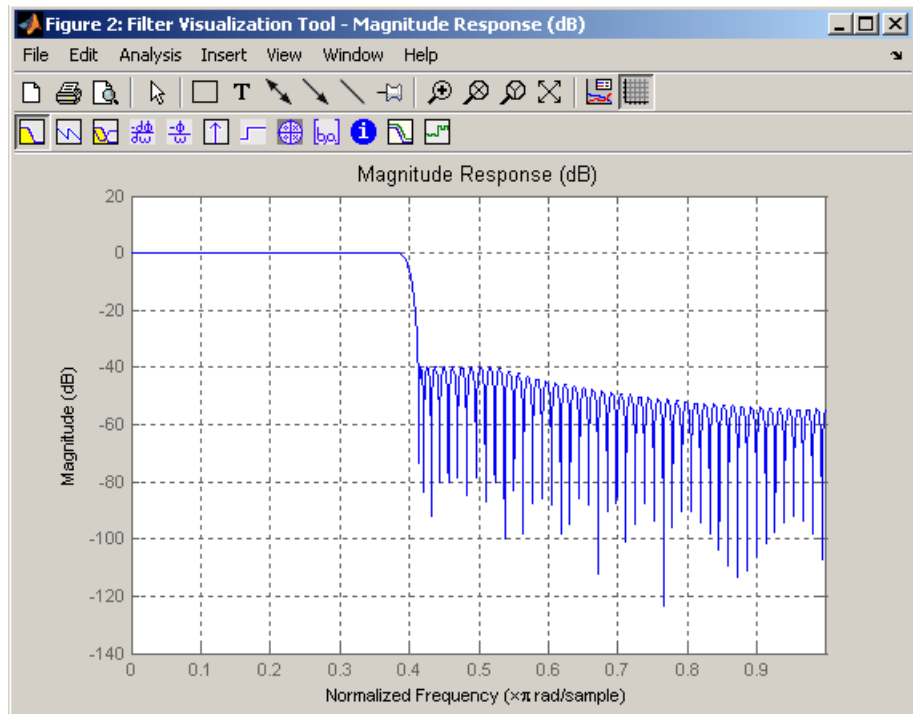 Figure 2: Filter Visualization Tool - Magnitude Response (dB)
File Edit Analysis Insert View Window Help
T
[b,a]
i
Magnitude Response (dB)
20
0
-20
-40
-60
-80
-100
-120
-140
Magnitude (dB)
0 0.1 0.2 0.3 0.4 0.5 0.6 0.7 0.8 0.9
Normalized Frequency (×π rad/sample)